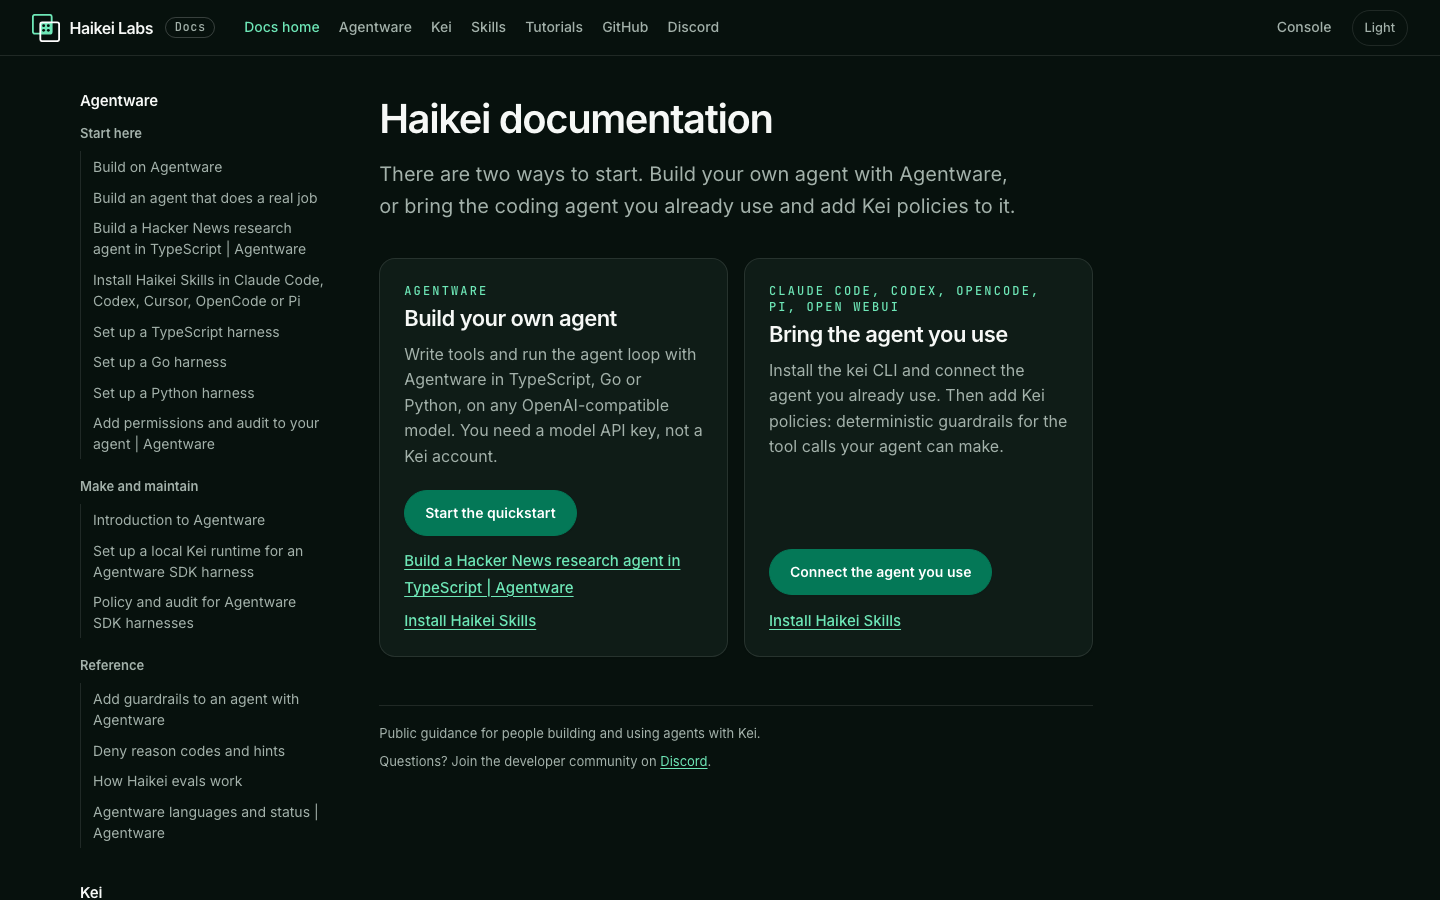 Haikei Labs Docs Docs home Agentware Kei Skills Tutorials GitHub Discord Console Light
Agentware
Start here
Build on Agentware
Build an agent that does a real job
Build a Hacker News research
agent in TypeScript | Agentware
Install Haikei Skills in Claude Code,
Codex, Cursor, OpenCode or Pi
Set up a TypeScript harness
Set up a Go harness
Set up a Python harness
Add permissions and audit to your
agent | Agentware
Make and maintain
Introduction to Agentware
Set up a local Kei runtime for an
Agentware SDK harness
Policy and audit for Agentware
SDK harnesses
Reference
Add guardrails to an agent with
Agentware
Deny reason codes and hints
How Haikei evals work
Agentware languages and status |
Agentware
Kei
Haikei documentation
There are two ways to start. Build your own agent with Agentware,
or bring the coding agent you already use and add Kei policies to it.
AGENTWARE
Build your own agent
Write tools and run the agent loop with
Agentware in TypeScript, Go or
Python, on any OpenAI-compatible
model. You need a model API key, not a
Kei account.
Start the quickstart
Build a Hacker News research agent in
TypeScript | Agentware
Install Haikei Skills
CLAUDE CODE, CODEX, OPENCODE,
PI, OPEN WEBUI
Bring the agent you use
Install the kei CLI and connect the
agent you already use. Then add Kei
policies: deterministic guardrails for the
tool calls your agent can make.
Connect the agent you use
Install Haikei Skills
Public guidance for people building and using agents with Kei.
Questions? Join the developer community on Discord.